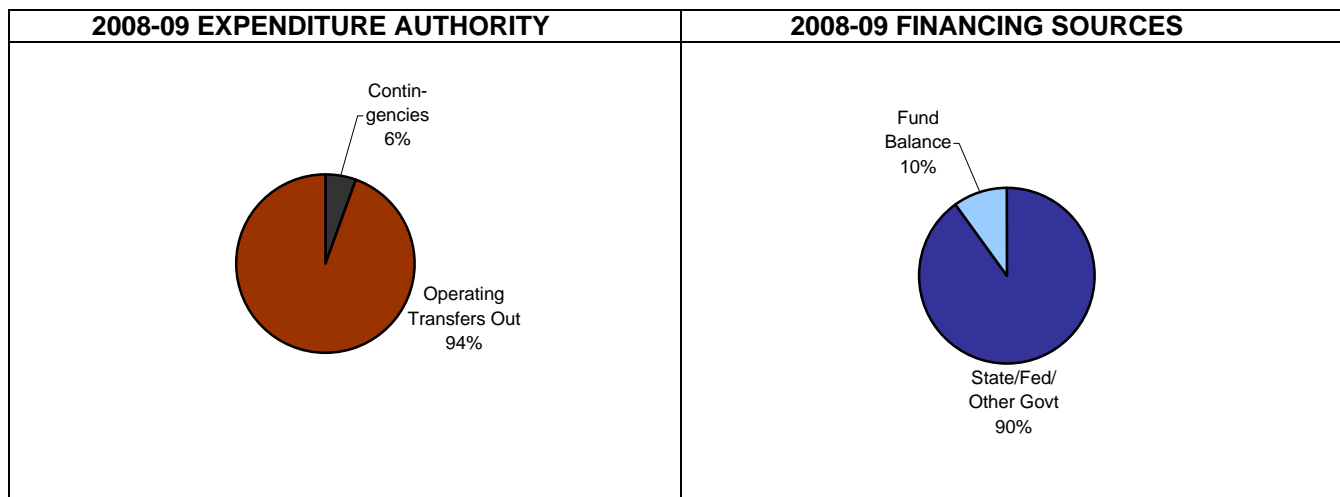 2008-09 EXPENDITURE AUTHORITY
Contin-
gencies
6%
Operating
Transfers Out
94%
2008-09 FINANCING SOURCES
Fund
Balance
10%
State/Fed/
Other Govt
90%